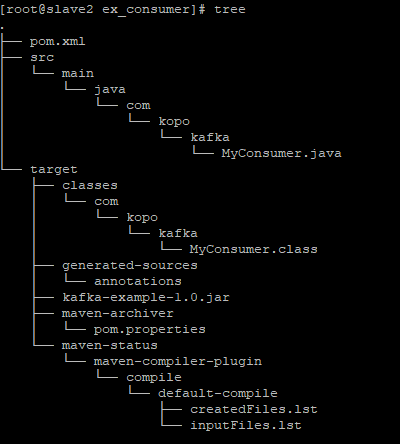 [root@slave2 ex_consumer]# tree
.
├── pom.xml
├── src
│   └── main
│       └── java
│           └── com
│               └── kopo
│                   └── kafka
│                       └── MyConsumer.java
└── target
    ├── classes
    │   └── com
    │       └── kopo
    │           └── kafka
    │               └── MyConsumer.class
    ├── generated-sources
    │   └── annotations
    ├── kafka-example-1.0.jar
    ├── maven-archiver
    │   └── pom.properties
    └── maven-status
        └── maven-compiler-plugin
            └── compile
                └── default-compile
                    ├── createdFiles.lst
                    └── inputFiles.lst